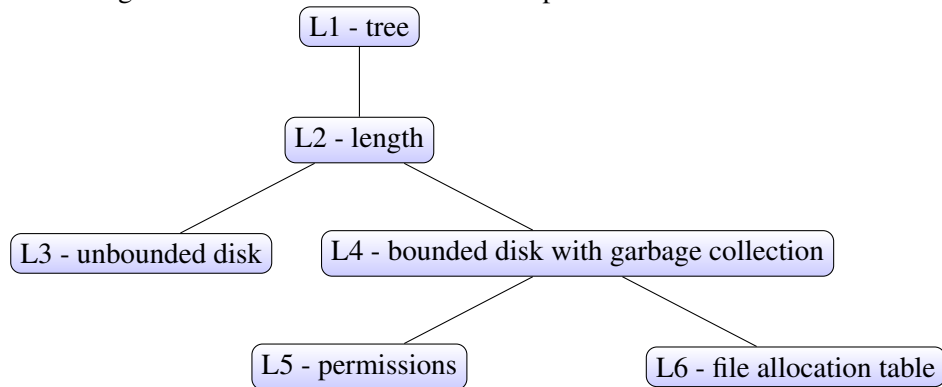 L1 - tree
L2 - length
L3 - unbounded disk
L4 - bounded disk with garbage collection
L5 - permissions
L6 - file allocation table